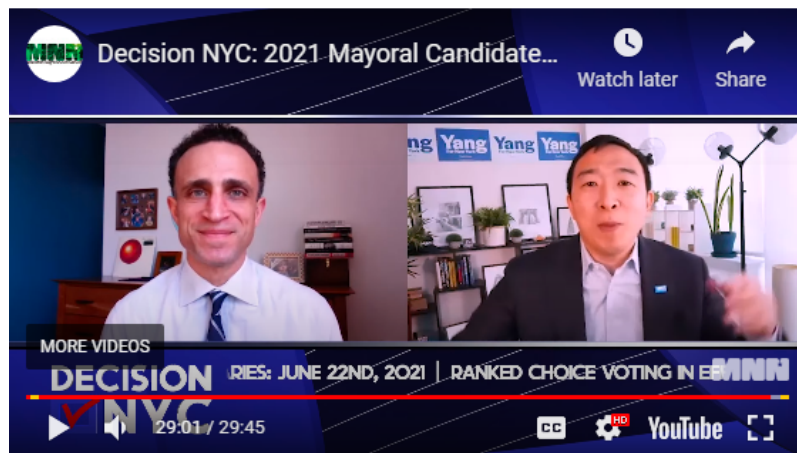 MNN
Decision NYC: 2021 Mayoral Candidate...
Watch later
Share
ng Yang Yang Yang
MORE VIDEOS
DECISION
NYC
RIES: JUNE 22ND, 2021 | RANKED CHOICE VOTING IN
MNN
29:01 / 29:45
CC
HD
YouTube